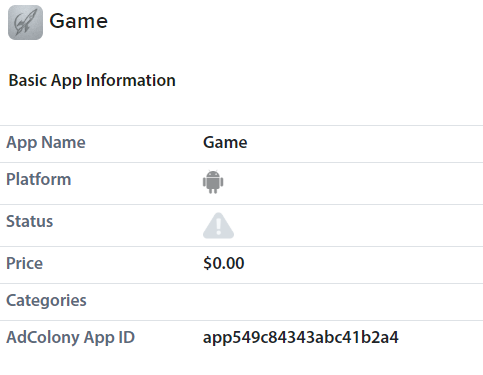 Game
Basic App Information
App Name Game
Platform
Status
Price $0.00
Categories
AdColony App ID app549c84343abc41b2a4